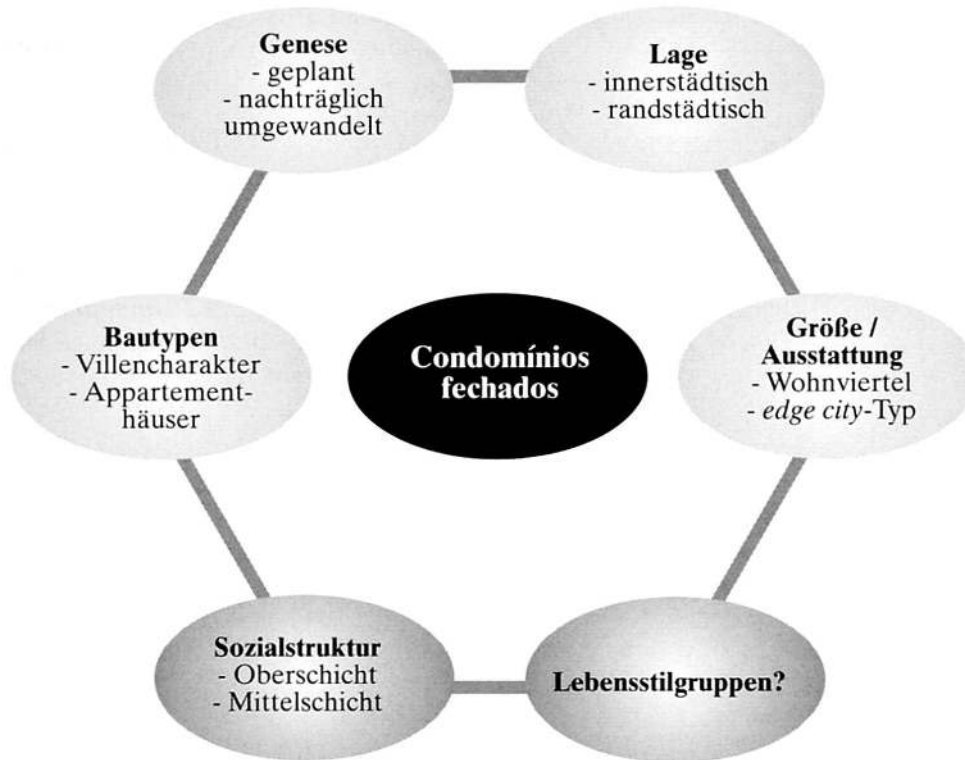 Genese
- geplant
- nachträglich
umgewandelt
Lage
- innerstädtisch
- randstädtisch
Bautypen
- Villencharakter
- Appartement-
häuser
Condomínios
fechados
Größe /
Ausstattung
- Wohnviertel
- edge city-Typ
Sozialstruktur
- Oberschicht
- Mittelschicht
Lebensstilgruppen?